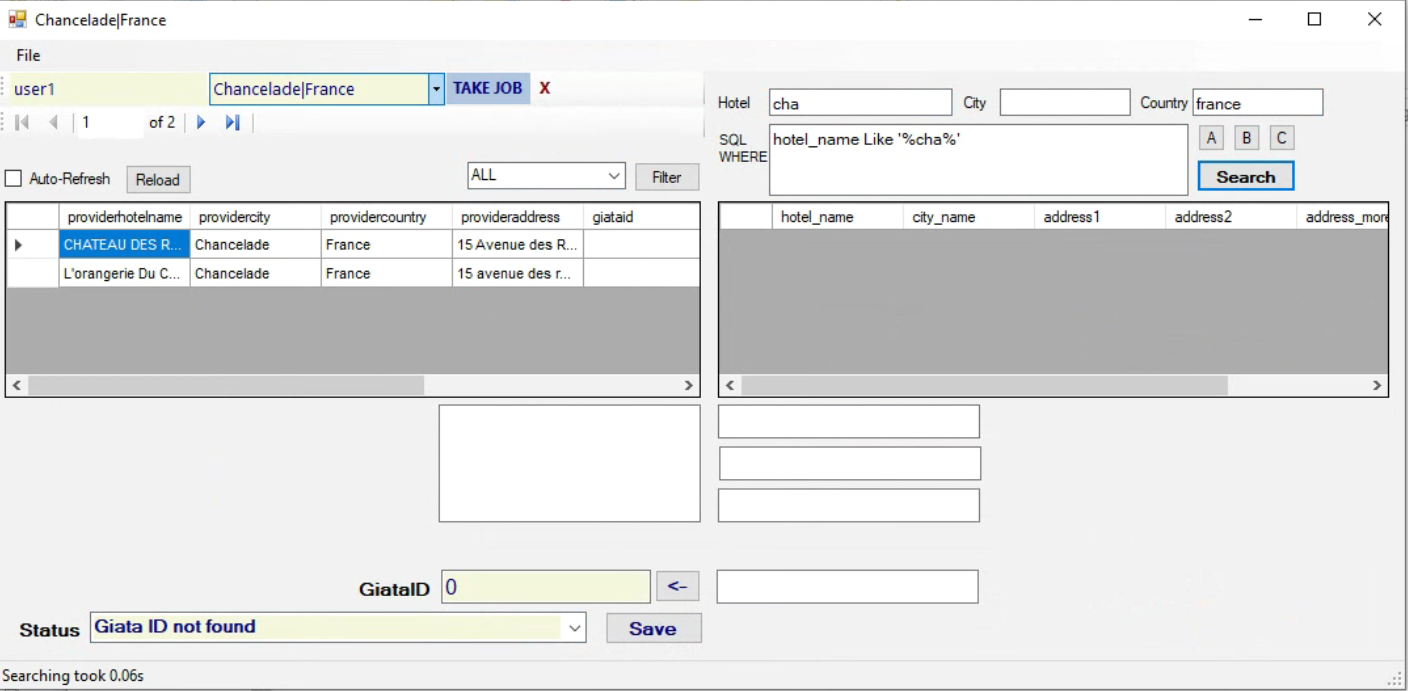 Chancelade|France
File
user1 Chancelade|France TAKE JOB X
1 of 2
Hotel cha City Country france
SQL WHERE hotel_name Like '%cha%' A B C
Search
Auto-Refresh Reload ALL Filter
providerhotelname providercity providercountry provideraddress giataid
CHATEAU DES R... Chancelade France 15 Avenue des R...
L'orangerie Du C... Chancelade France 15 avenue des r...
hotel_name city_name address1 address2 address_more
GiataID 0 <-
Status Giata ID not found Save
Searching took 0.06s